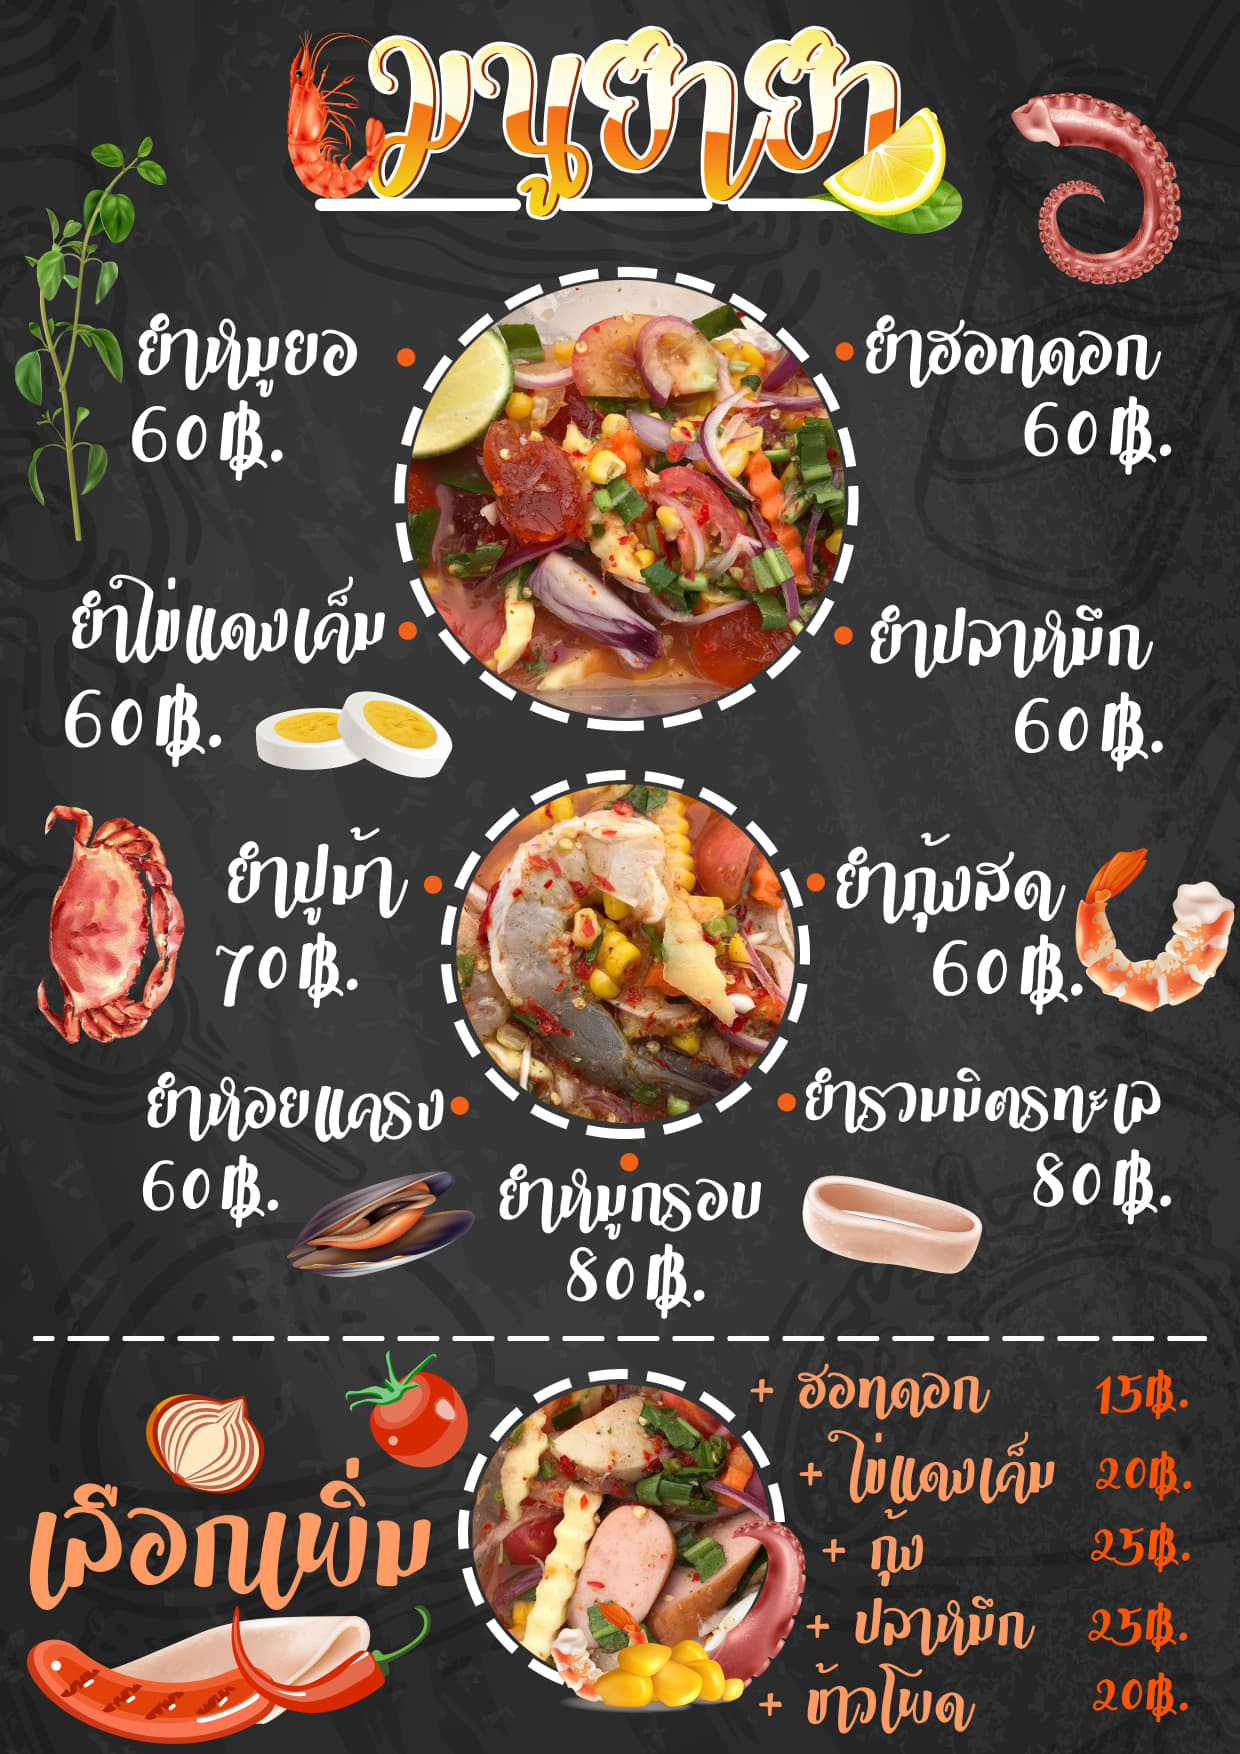 เมนูยำยำ
ยำหมูยอ
60฿.
ยำฮอทดอก
60฿.
ยำไข่แดงเค็ม
60฿.
ยำปลาหมึก
60฿.
ยำปูม้า
70฿.
ยำกุ้งสด
60฿.
ยำหอยแครง
60฿.
ยำรวมมิตรทะเล
80฿.
ยำหมูกรอบ
80฿.
เลือกเพิ่ม
+ ฮอทดอก 15฿.
+ ไข่แดงเค็ม 20฿.
+ กุ้ง 25฿.
+ ปลาหมึก 25฿.
+ ข้าวโพด 20฿.